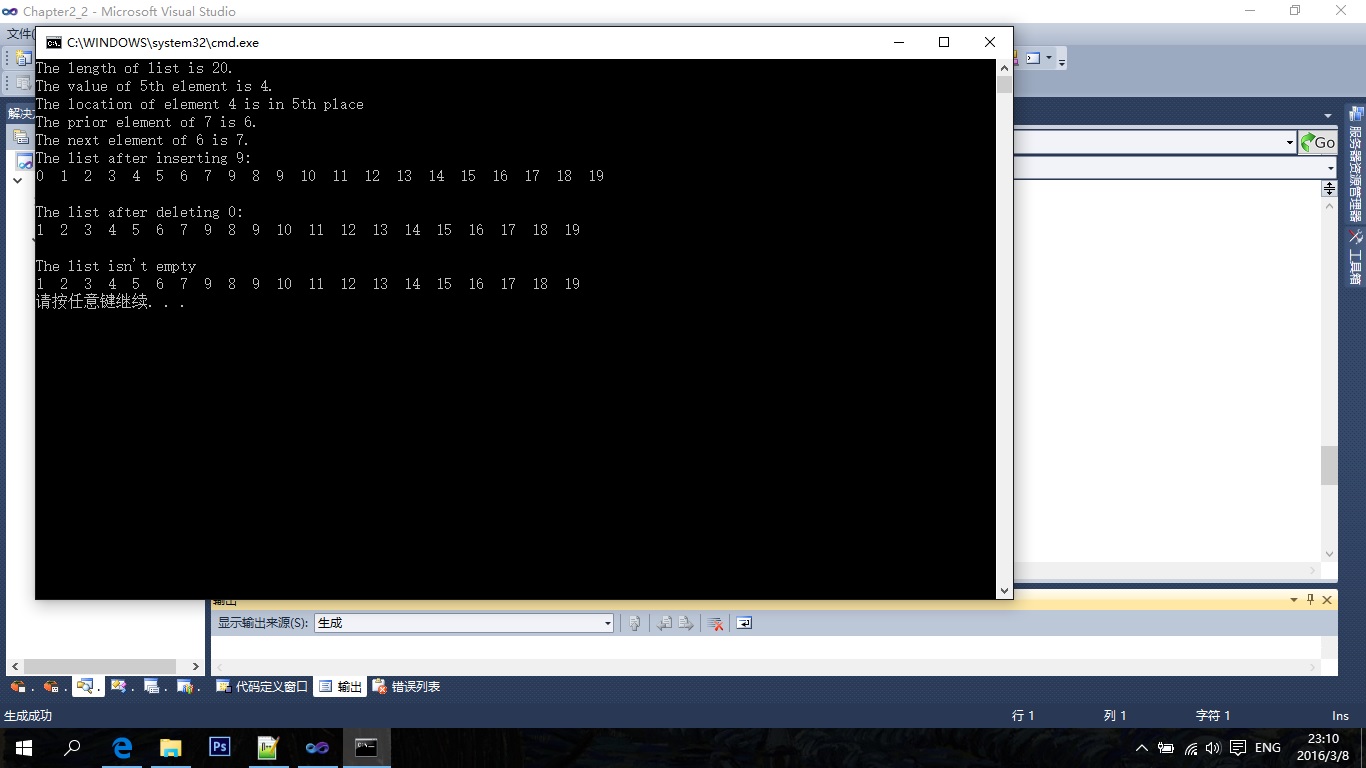 Chapter2_2 - Microsoft Visual Studio
文件(
C:\WINDOWS\system32\cmd.exe
The length of list is 20.
The value of 5th element is 4.
The location of element 4 is in 5th place
The prior element of 7 is 6.
The next element of 6 is 7.
The list after inserting 9:
0 1 2 3 4 5 6 7 9 8 9 10 11 12 13 14 15 16 17 18 19
The list after deleting 0:
1 2 3 4 5 6 7 9 8 9 10 11 12 13 14 15 16 17 18 19
The list isn't empty
1 2 3 4 5 6 7 9 8 9 10 11 12 13 14 15 16 17 18 19
请按任意键继续. . .
解决
Go
服务器资源管理器
工具箱
输出
显示输出来源(S): 生成
代码定义窗口 输出 错误列表
生成成功 行 1 列 1 字符 1 Ins
Ps
ENG
23:10
2016/3/8